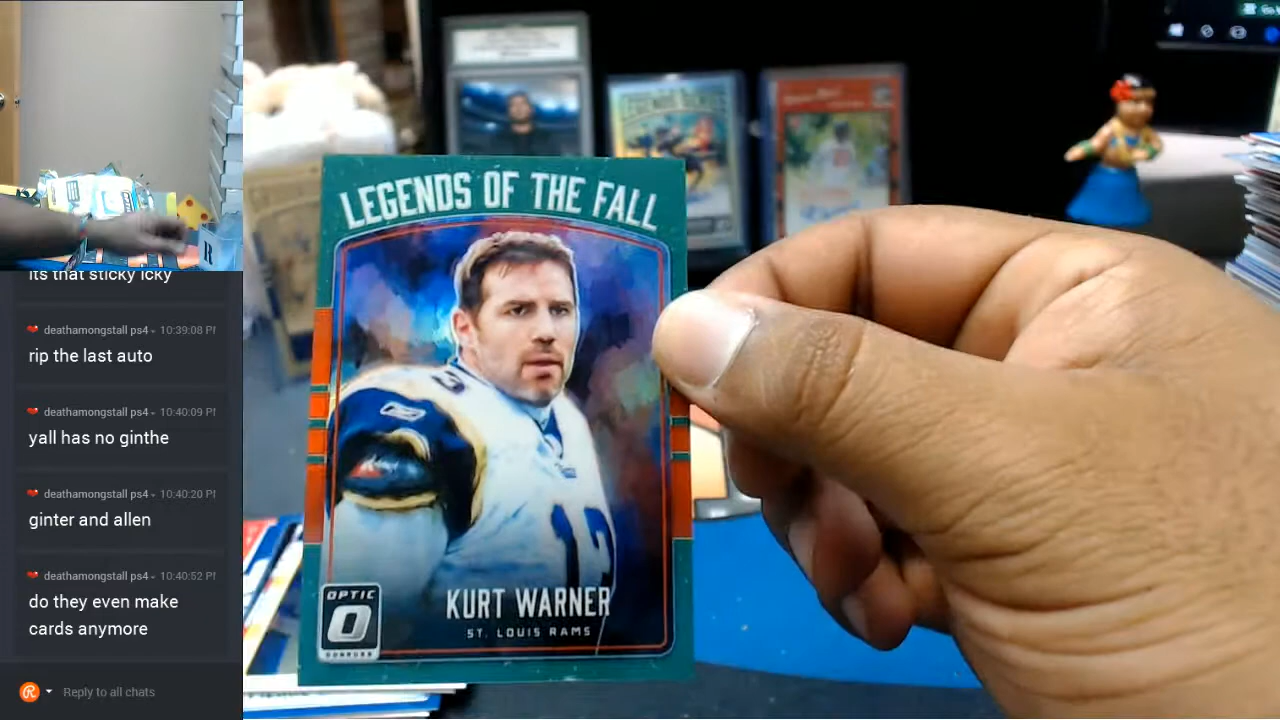 its that sticky icky
deathamongstall ps4
10:39:08 PM
rip the last auto
deathamongstall ps4
10:40:09 PM
yall has no ginthe
deathamongstall ps4
10:40:20 PM
ginter and allen
deathamongstall ps4
10:40:52 PM
do they even make
cards anymore
Reply to all chats
LEGENDS OF THE FALL
13
OPTIC
DONRUSS
KURT WARNER
ST. LOUIS RAMS
R